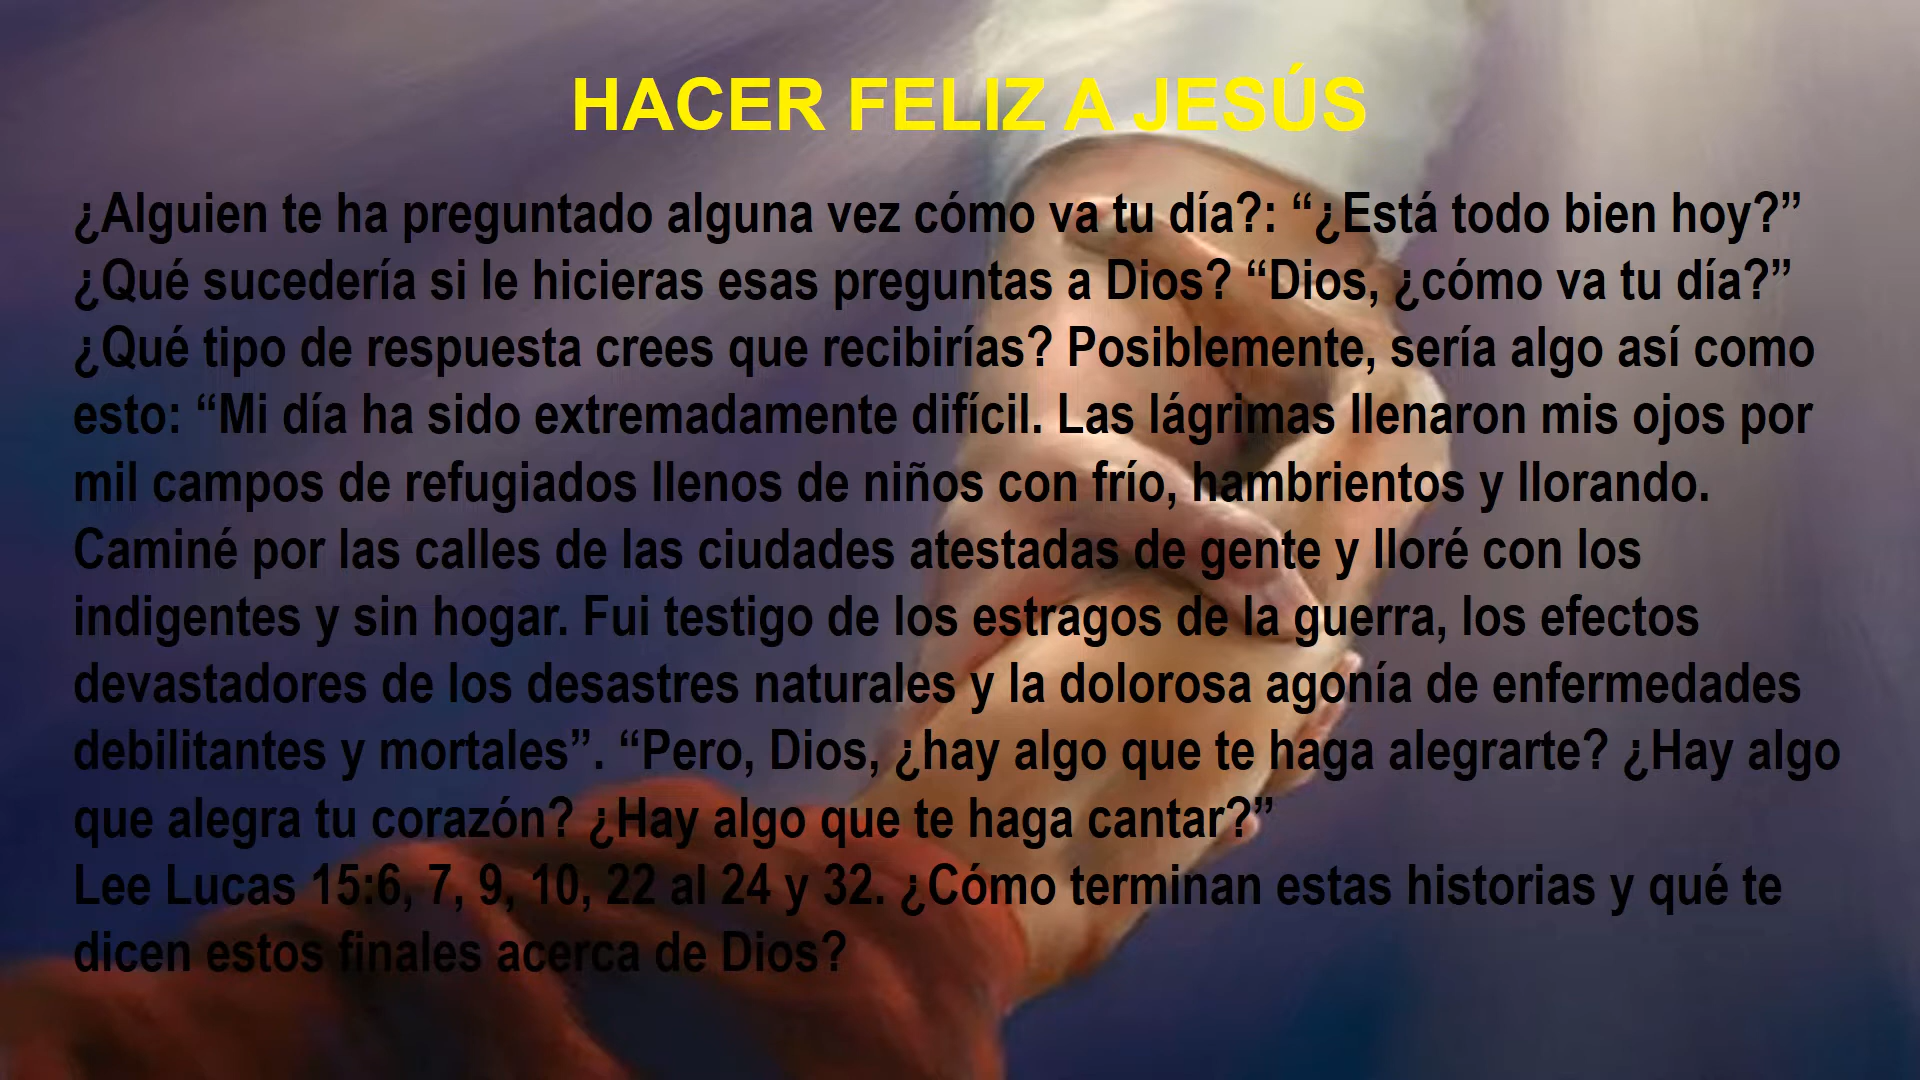 HACER FELIZ A JESÚS
¿Alguien te ha preguntado alguna vez cómo va tu día?: “¿Está todo bien hoy?”
¿Qué sucedería si le hicieras esas preguntas a Dios? “Dios, ¿cómo va tu día?”
¿Qué tipo de respuesta crees que recibirías? Posiblemente, sería algo así como
esto: “Mi día ha sido extremadamente difícil. Las lágrimas llenaron mis ojos por
mil campos de refugiados llenos de niños con frío, hambrientos y llorando.
Caminé por las calles de las ciudades atestadas de gente y lloré con los
indigentes y sin hogar. Fui testigo de los estragos de la guerra, los efectos
devastadores de los desastres naturales y la dolorosa agonía de enfermedades
debilitantes y mortales”. “Pero, Dios, ¿hay algo que te haga alegrarte? ¿Hay algo
que alegra tu corazón? ¿Hay algo que te haga cantar?”
Lee Lucas 15:6, 7, 9, 10, 22 al 24 y 32. ¿Cómo terminan estas historias y qué te
dicen estos finales acerca de Dios?